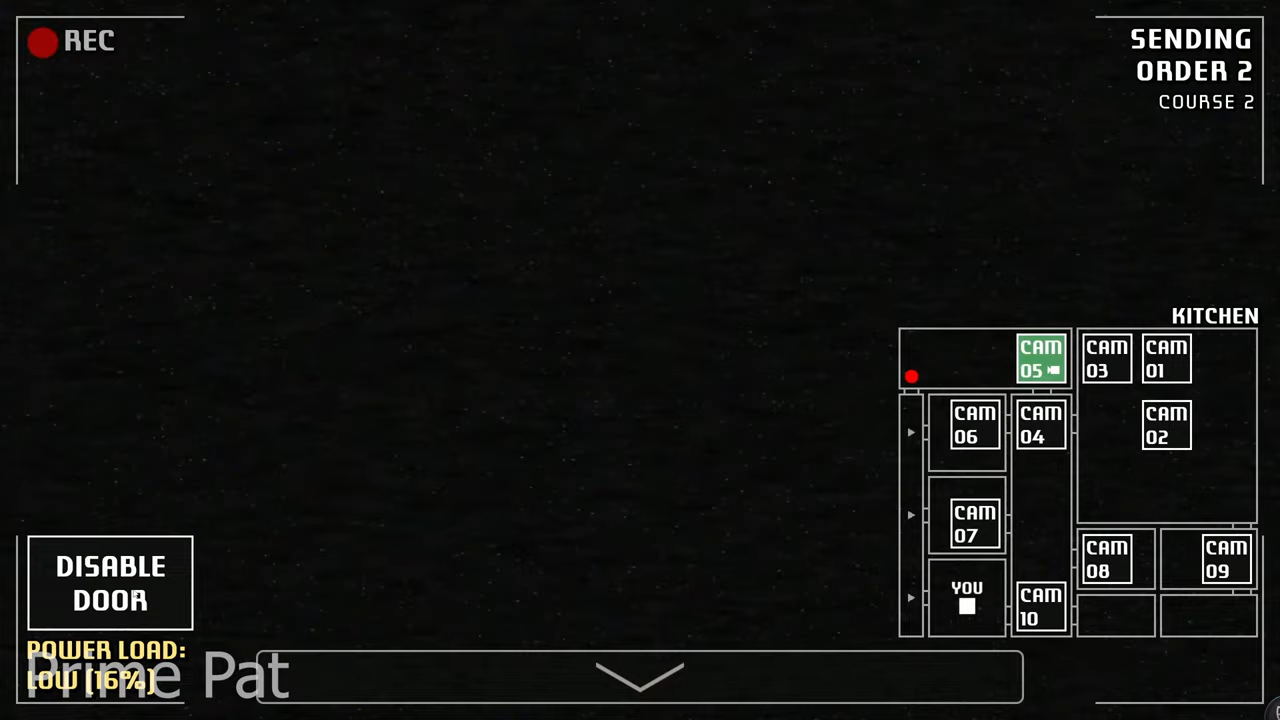 REC
SENDING
ORDER 2
COURSE 2
KITCHEN
CAM
05
CAM
03
CAM
01
CAM
06
CAM
04
CAM
02
CAM
07
CAM
08
CAM
09
YOU
CAM
10
DISABLE
DOOR
POWER LOAD:
LOW (16%)
Prime Pat